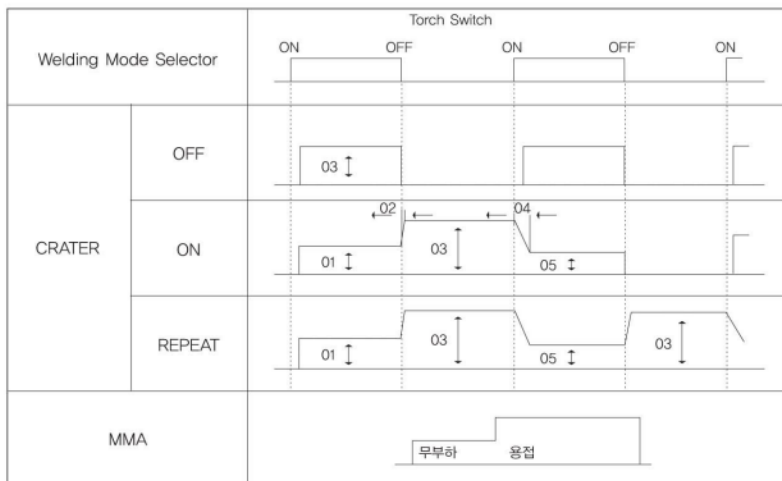 Torch Switch
Welding Mode Selector
ON OFF ON OFF ON
CRATER
OFF
03
ON
02 04
01 03 05
REPEAT
01 03 05 03
MMA
무부하 용접